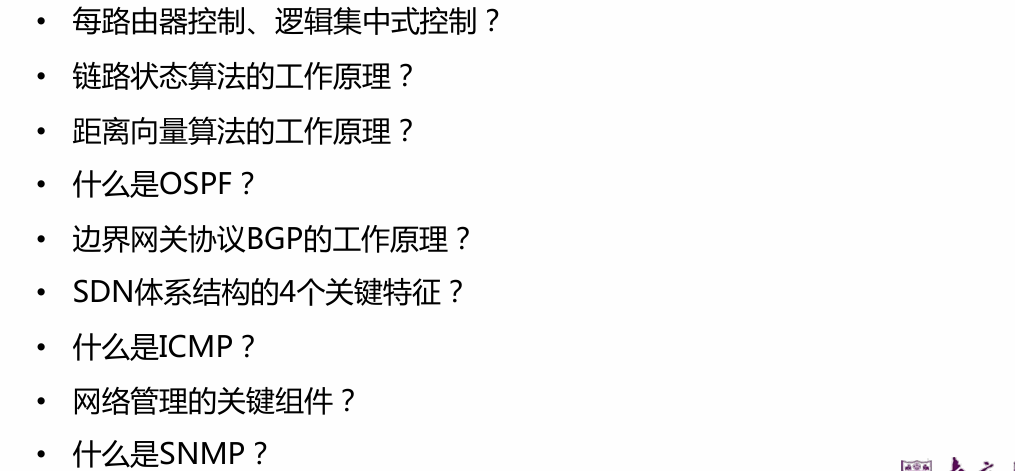 • 每路由器控制、逻辑集中式控制？
• 链路状态算法的工作原理？
• 距离向量算法的工作原理？
• 什么是OSPF？
• 边界网关协议BGP的工作原理？
• SDN体系结构的4个关键特征？
• 什么是ICMP？
• 网络管理的关键组件？
• 什么是SNMP？